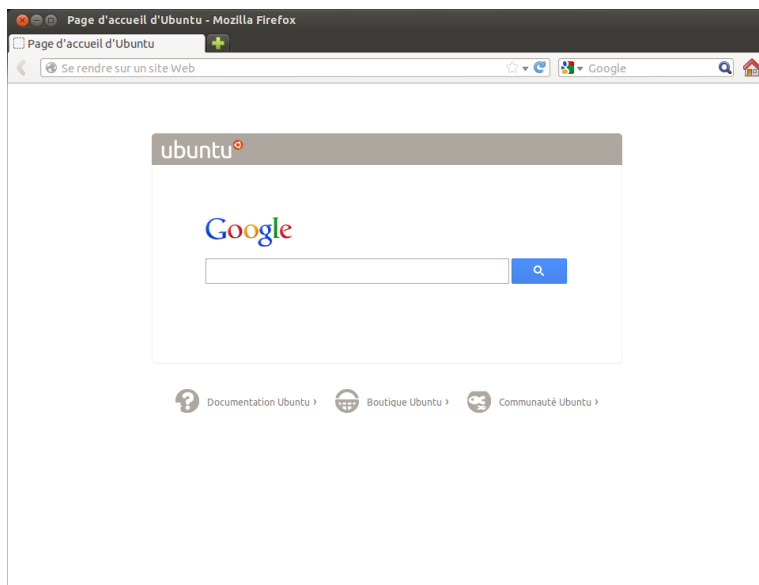 Page d'accueil d'Ubuntu - Mozilla Firefox
Page d'accueil d'Ubuntu
Se rendre sur un site Web
Google
ubuntu
Google
Documentation Ubuntu ›
Boutique Ubuntu ›
Communauté Ubuntu ›